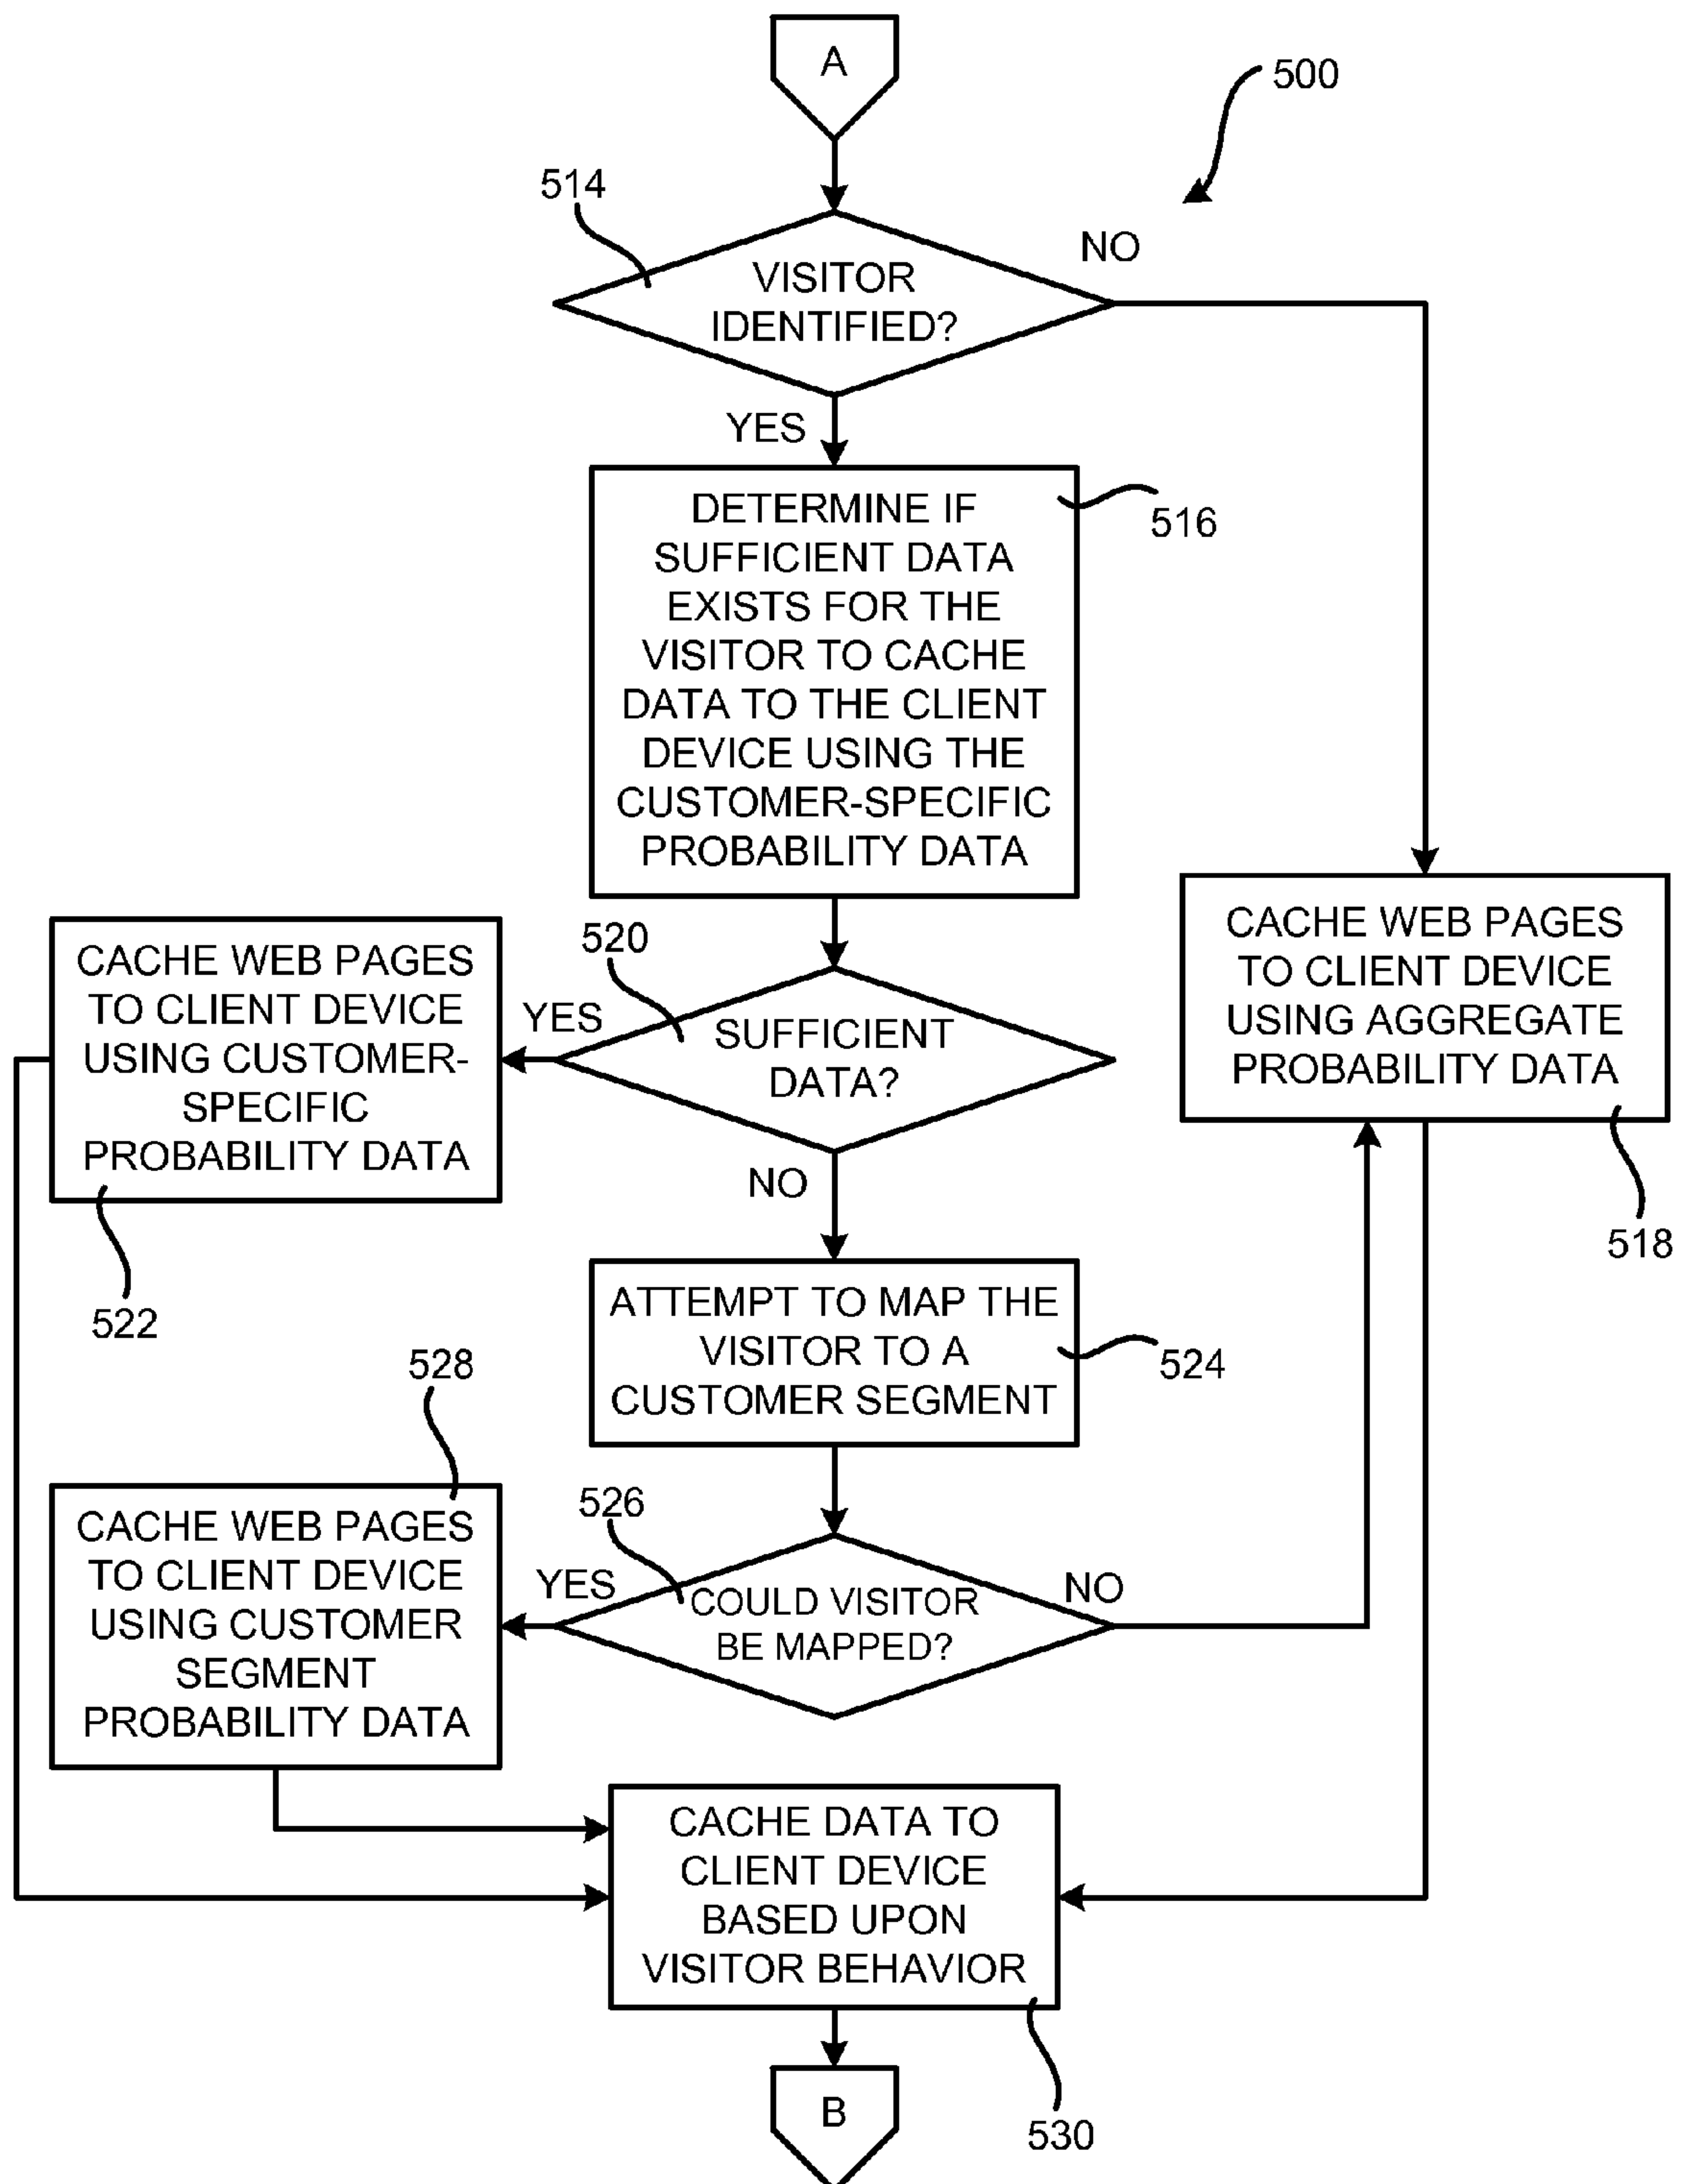 A
500
514
NO
VISITOR
IDENTIFIED?
YES
DETERMINE IF
SUFFICIENT DATA
EXISTS FOR THE
VISITOR TO CACHE
DATA TO THE CLIENT
DEVICE USING THE
CUSTOMER-SPECIFIC
PROBABILITY DATA
516
CACHE WEB PAGES
TO CLIENT DEVICE
USING AGGREGATE
PROBABILITY DATA
518
520
YES
SUFFICIENT
DATA?
NO
CACHE WEB PAGES
TO CLIENT DEVICE
USING CUSTOMER-
SPECIFIC
PROBABILITY DATA
522
ATTEMPT TO MAP THE
VISITOR TO A
CUSTOMER SEGMENT
524
528
526
YES
COULD VISITOR
BE MAPPED?
NO
CACHE WEB PAGES
TO CLIENT DEVICE
USING CUSTOMER
SEGMENT
PROBABILITY DATA
CACHE DATA TO
CLIENT DEVICE
BASED UPON
VISITOR BEHAVIOR
530
B